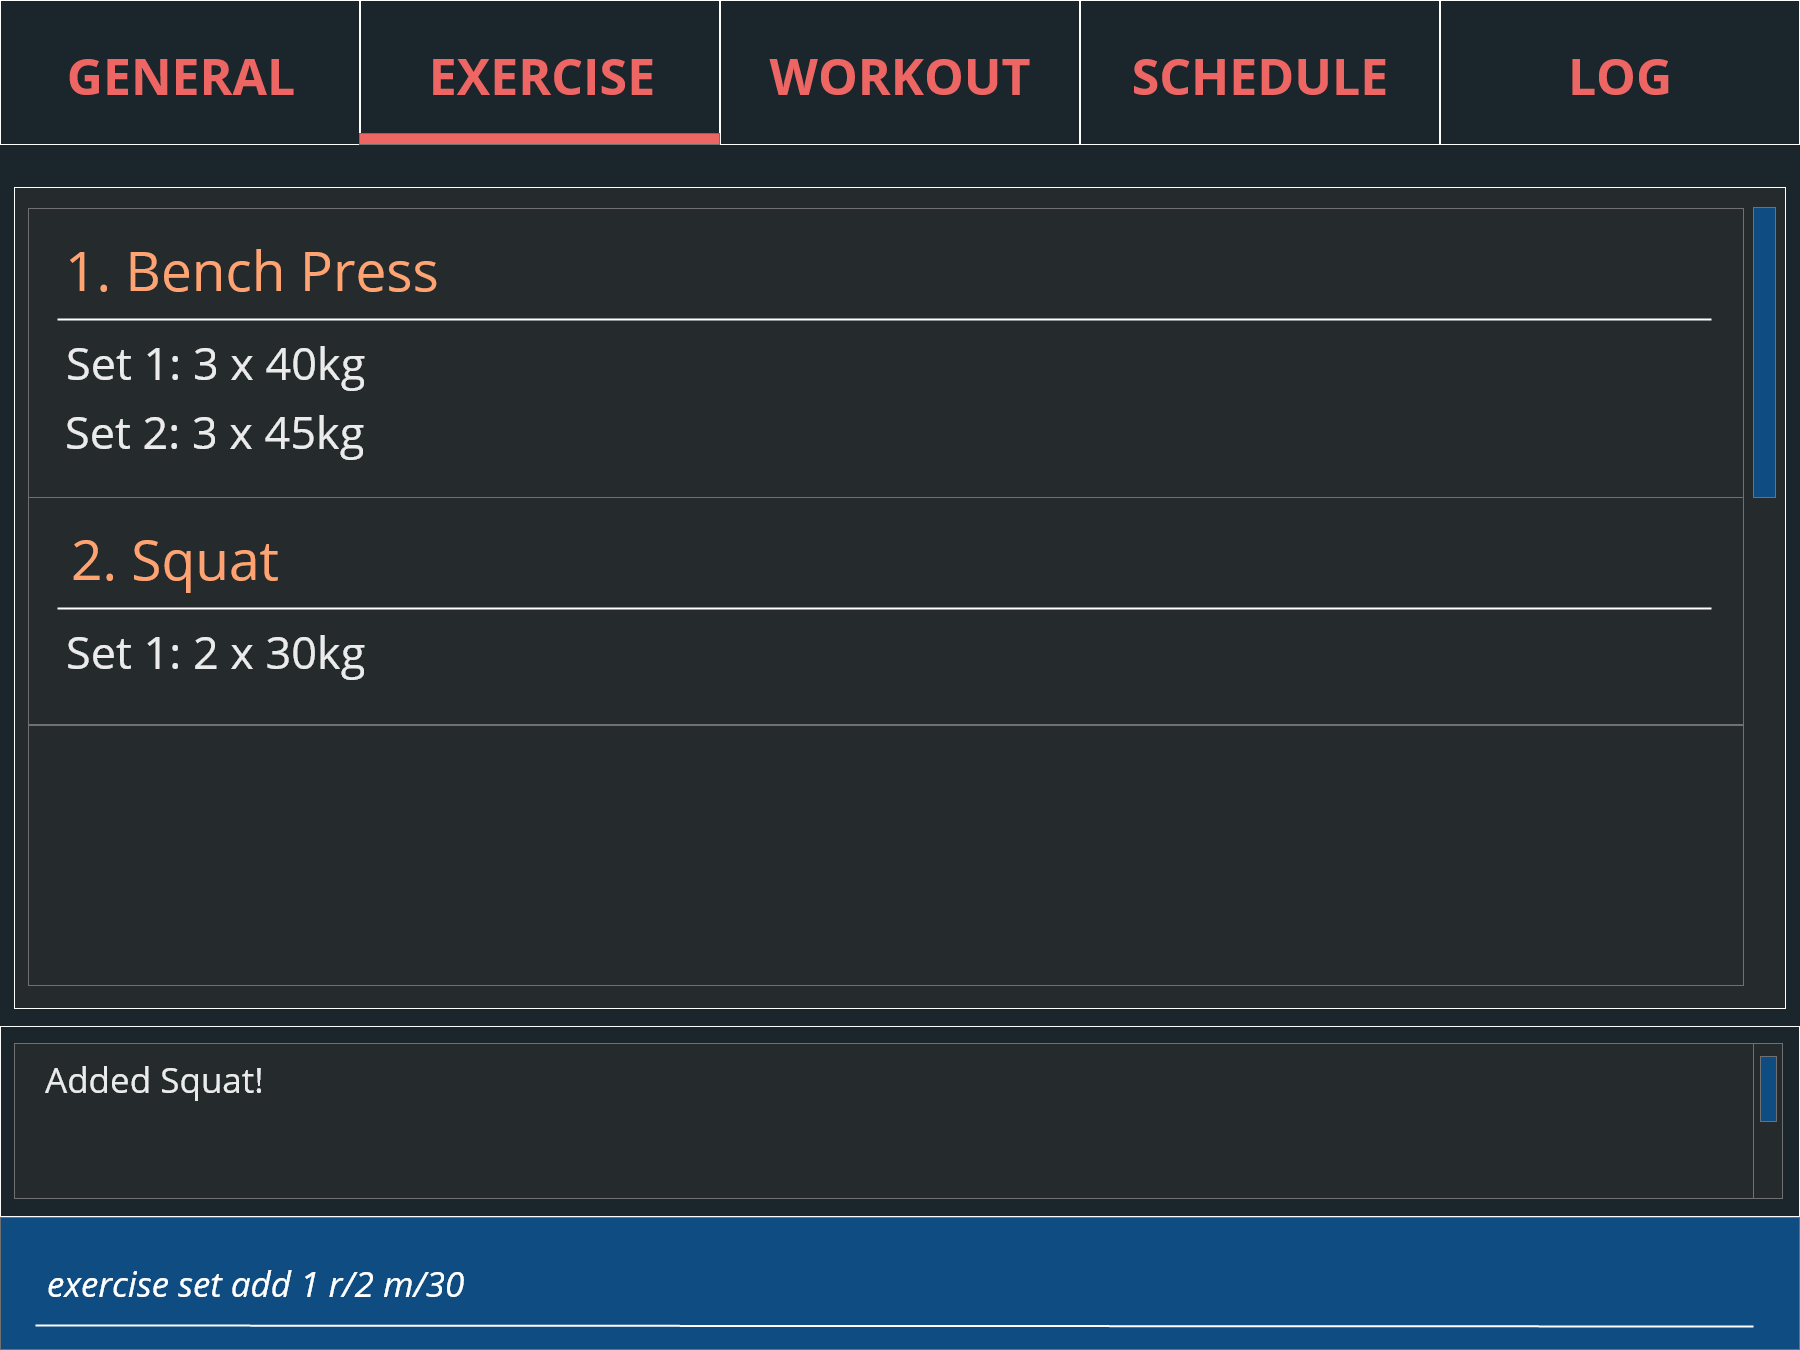 GENERAL EXERCISE WORKOUT SCHEDULE LOG
1. Bench Press
Set 1: 3 x 40kg
Set 2: 3 x 45kg
2. Squat
Set 1: 2 x 30kg
Added Squat!
exercise set add 1 r/2 m/30